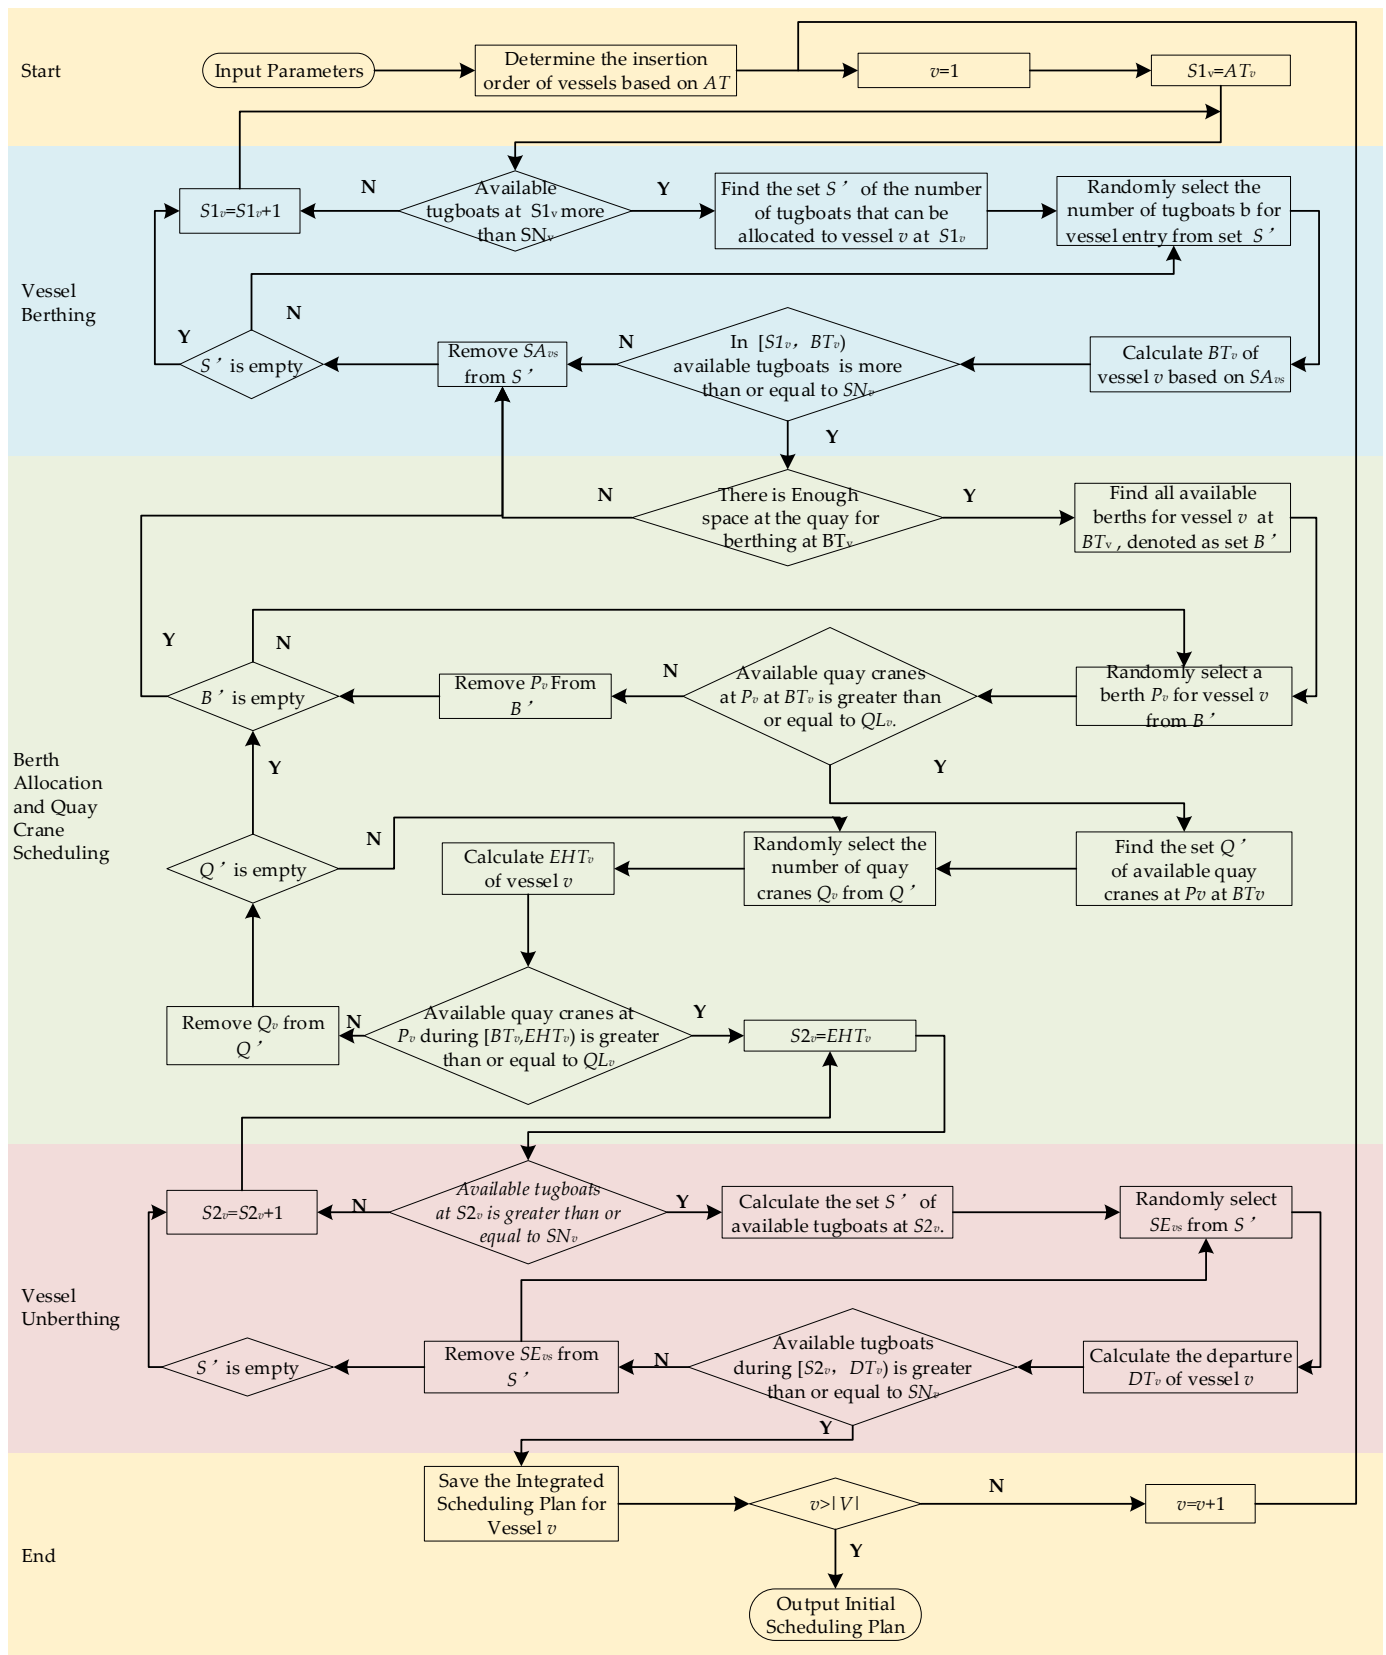 Start
Input Parameters
Determine the insertion
order of vessels based on AT
v=1
S1v=ATv
Vessel
Berthing
S1v=S1v+1
N
Available
tugboats at S1v more
than SNv
Y
Find the set S′ of the number
of tugboats that can be
allocated to vessel v at S1v
Randomly select the
number of tugboats b for
vessel entry from set S′
Y
N
S′ is empty
Remove SAvs
from S′
N
In [S1v, BTv)
available tugboats is more
than or equal to SNv
Y
Calculate BTv of
vessel v based on SAvs
Berth
Allocation
and Quay
Crane
Scheduling
N
There is Enough
space at the quay for
berthing at BTv
Y
Find all available
berths for vessel v at
BTv , denoted as set B′
Y
N
B′ is empty
Remove Pv From
B′
N
Available quay cranes
at Pv at BTv is greater than
or equal to QLv.
Y
Randomly select a
berth Pv for vessel v
from B′
Y
Q′ is empty
N
Calculate EHTv
of vessel v
Randomly select the
number of quay
cranes Qv from Q′
Find the set Q′
of available quay
cranes at Pv at BTv
Remove Qv from
Q′
N
Available quay cranes at
Pv during [BTv,EHTv) is greater
than or equal to QLv
Y
S2v=EHTv
Vessel
Unberthing
S2v=S2v+1
N
Available tugboats
at S2v is greater than or
equal to SNv
Y
Calculate the set S′ of
available tugboats at S2v.
Randomly select
SEvs from S′
S′ is empty
Remove SEvs from
S′
N
Available tugboats
during [S2v, DTv) is greater
than or equal to SNv
Y
Calculate the departure
DTv of vessel v
End
Save the Integrated
Scheduling Plan for
Vessel v
v>|V|
N
v=v+1
Y
Output Initial
Scheduling Plan